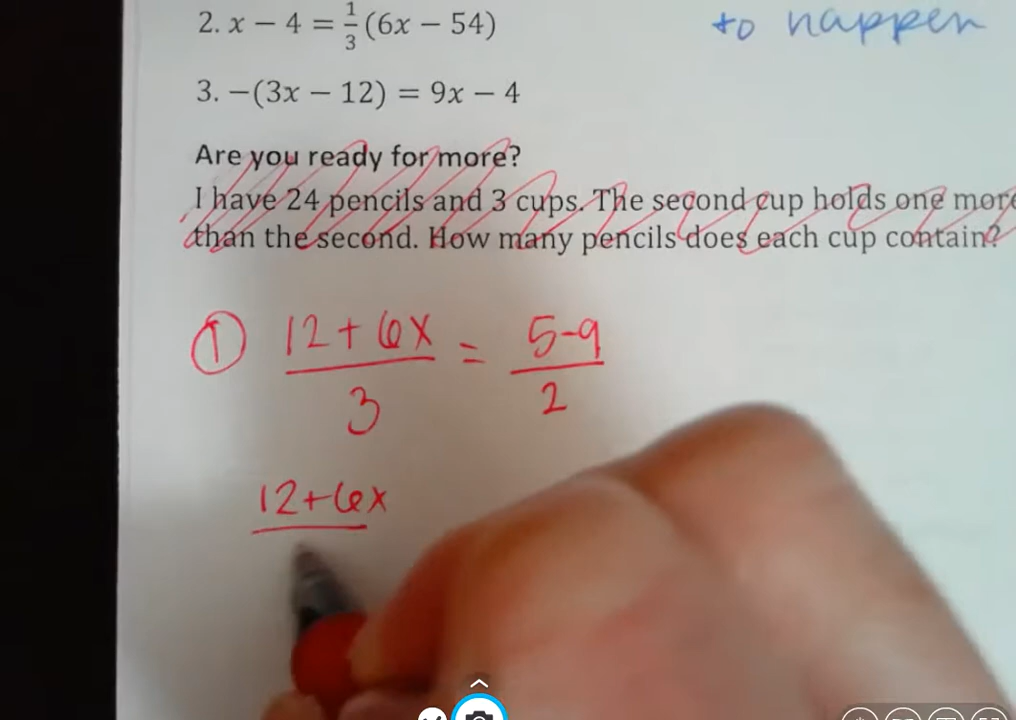 2. x − 4 = 1/3 (6x − 54)
to happen
3. −(3x − 12) = 9x − 4
Are you ready for more?
I have 24 pencils and 3 cups. The second cup holds one more
than the second. How many pencils does each cup contain?
① 12 + 6x / 3 = 5-9 / 2
12+6x